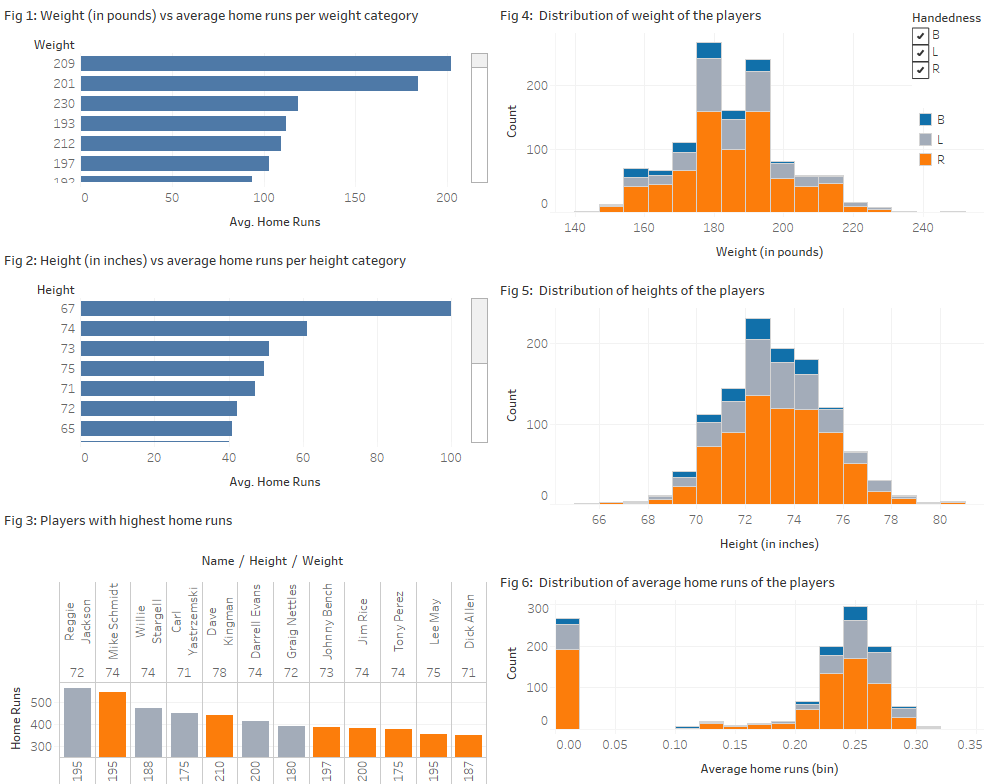 Fig 1: Weight (in pounds) vs average home runs per weight category
Weight
209
201
230
193
212
197
192
0 50 100 150 200
Avg. Home Runs
Fig 2: Height (in inches) vs average home runs per height category
Height
67
74
73
75
71
72
65
0 20 40 60 80 100
Avg. Home Runs
Fig 3: Players with highest home runs
Name / Height / Weight
Reggie Jackson
Mike Schmidt
Willie Stargell
Carl Yastrzemski
Dave Kingman
Darrell Evans
Graig Nettles
Johnny Bench
Jim Rice
Tony Perez
Lee May
Dick Allen
72 74 74 71 78 74 72 73 74 74 75 71
Home Runs
500
400
300
195 195 188 175 210 200 180 197 200 175 195 187
Fig 4: Distribution of weight of the players
Handedness
B
L
R
B
L
R
Count
200
100
0
140 160 180 200 220 240
Weight (in pounds)
Fig 5: Distribution of heights of the players
Count
200
100
0
66 68 70 72 74 76 78 80
Height (in inches)
Fig 6: Distribution of average home runs of the players
Count
300
200
100
0
0.00 0.05 0.10 0.15 0.20 0.25 0.30 0.35
Average home runs (bin)